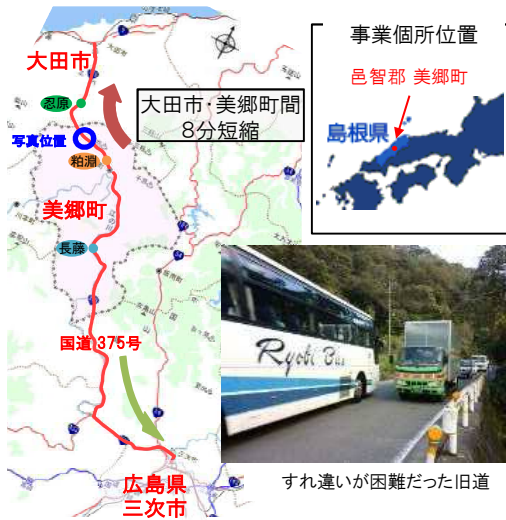 大田市
忍原
写真位置
粕淵
美郷町
長藤
国道 375号
広島県
三次市
大田市・美郷町間
8分短縮
事業個所位置
邑智郡 美郷町
島根県
Ryobi Bus
すれ違いが困難だった旧道